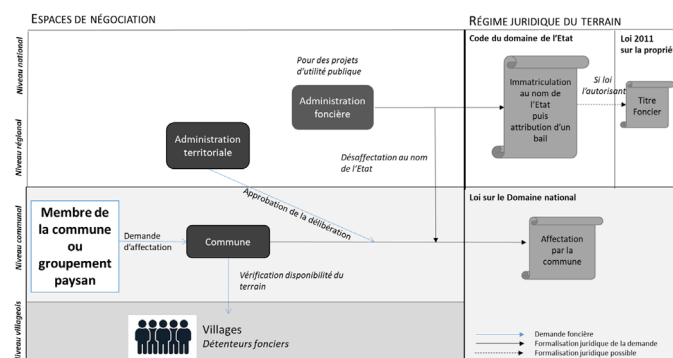 ESPACES DE NÉGOCIATION
RÉGIME JURIDIQUE DU TERRAIN
Niveau national
Niveau régional
Niveau communal
Niveau villageois
Pour des projets
d'utilité publique
Administration
foncière
Administration
territoriale
Désaffectation au nom
de l'Etat
Approbation de la délibération
Membre de
la commune
ou
groupement
paysan
Demande
d'affectation
Commune
Vérification disponibilité du
terrain
Villages
Détenteurs fonciers
Code du domaine de l'Etat
Immatriculation
au nom de
l'Etat
puis
attribution d'un
bail
Si loi
l'autorisant
Loi 2011
sur la proprié
Titre
Foncier
Loi sur le Domaine national
Affectation
par la
commune
Demande foncière
Formalisation juridique de la demande
Formalisation juridique possible